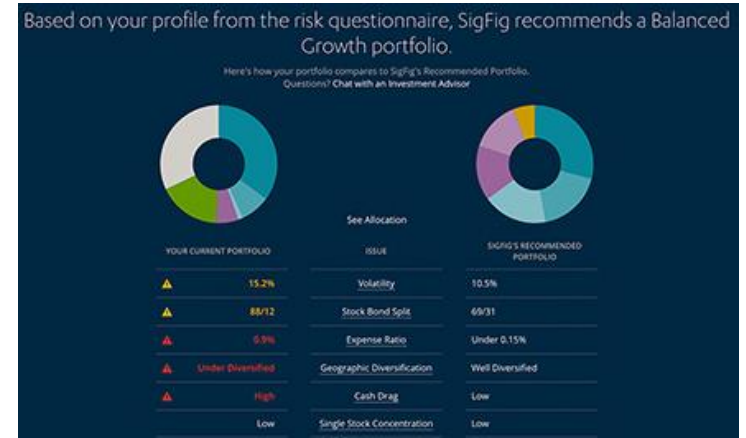 Based on your profile from the risk questionnaire, SigFig recommends a Balanced
Growth portfolio.
Here's how your portfolio compares to SigFig's Recommended Portfolio.
Questions? Chat with an Investment Advisor
See Allocation
YOUR CURRENT PORTFOLIO ISSUE SIGFIG'S RECOMMENDED
PORTFOLIO
15.2% Volatility 10.5%
88/12 Stock Bond Split 69/31
0.9% Expense Ratio Under 0.15%
Under Diversified Geographic Diversification Well Diversified
High Cash Drag Low
Low Single Stock Concentration Low